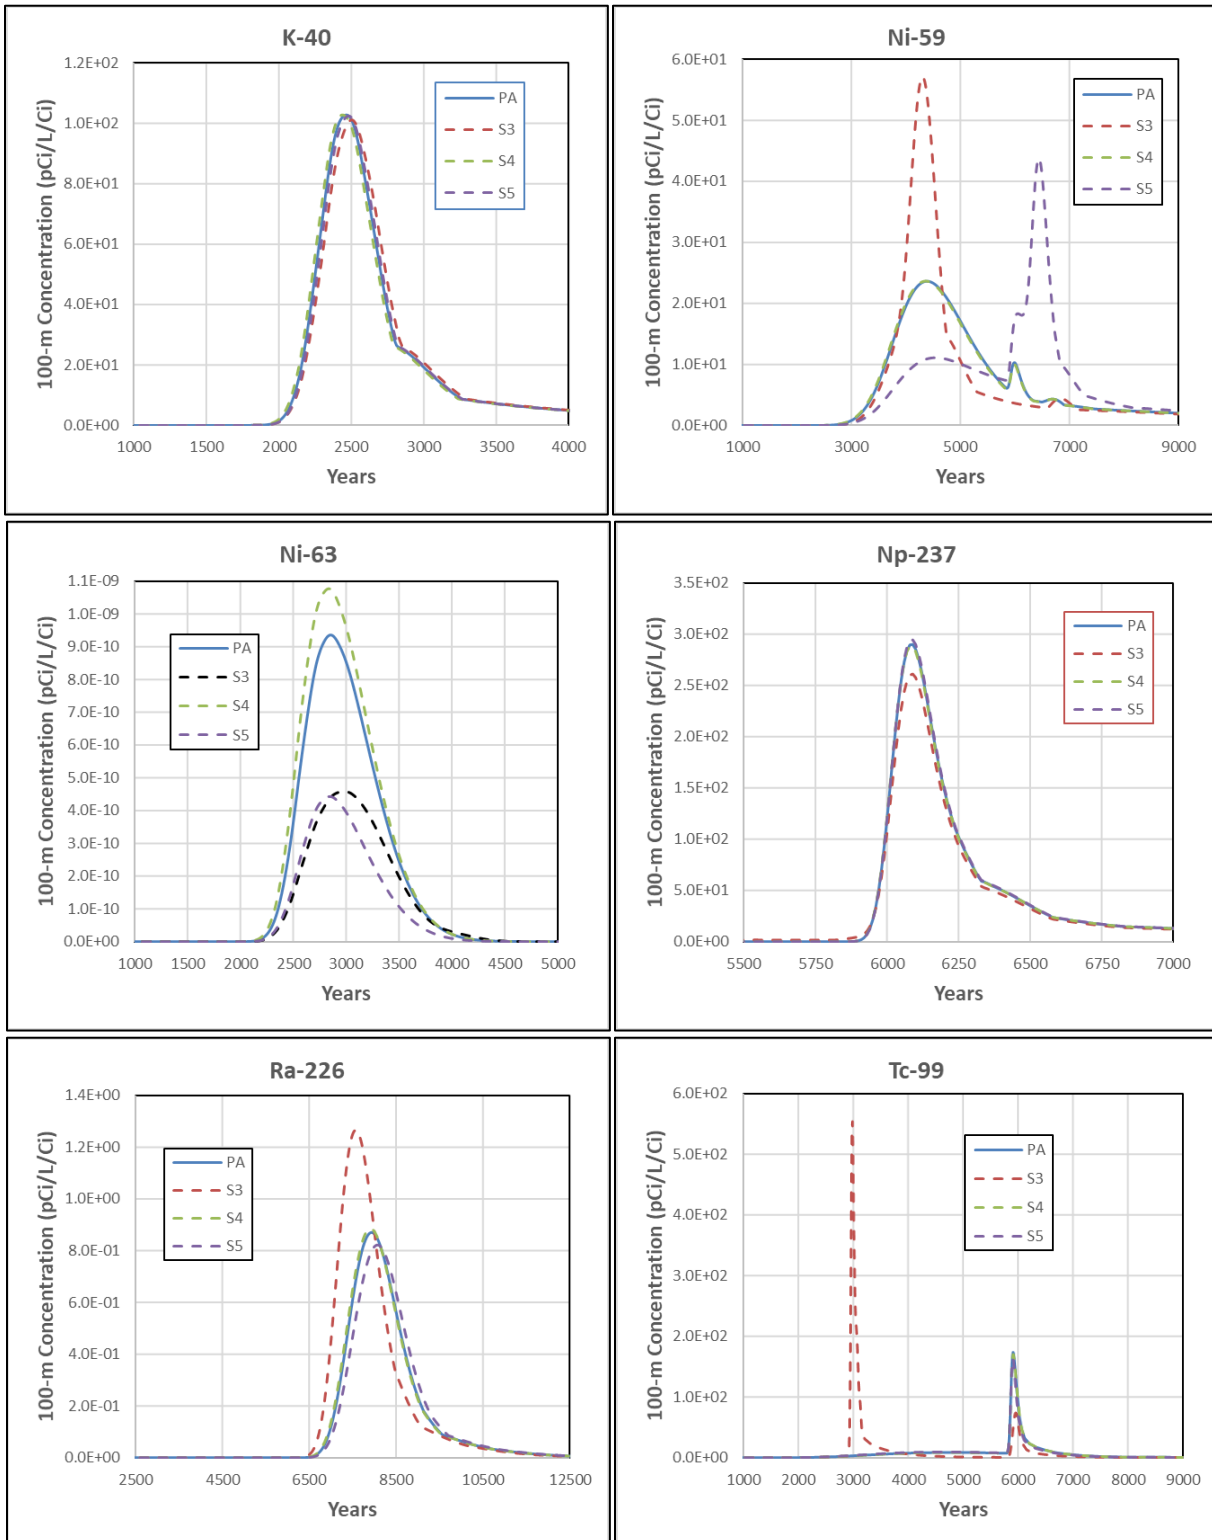 K-40
100-m Concentration (pCi/L/Ci)
1.2E+02
1.0E+02
8.0E+01
6.0E+01
4.0E+01
2.0E+01
0.0E+00
PA
S3
S4
S5
1000 1500 2000 2500 3000 3500 4000
Years
Ni-59
100-m Concentration (pCi/L/Ci)
6.0E+01
5.0E+01
4.0E+01
3.0E+01
2.0E+01
1.0E+01
0.0E+00
PA
S3
S4
S5
1000 3000 5000 7000 9000
Years
Ni-63
100-m Concentration (pCi/L/Ci)
1.1E-09
1.0E-09
9.0E-10
8.0E-10
7.0E-10
6.0E-10
5.0E-10
4.0E-10
3.0E-10
2.0E-10
1.0E-10
0.0E+00
PA
S3
S4
S5
1000 1500 2000 2500 3000 3500 4000 4500 5000
Years
Np-237
100-m Concentration (pCi/L/Ci)
3.5E+02
3.0E+02
2.5E+02
2.0E+02
1.5E+02
1.0E+02
5.0E+01
0.0E+00
PA
S3
S4
S5
5500 5750 6000 6250 6500 6750 7000
Years
Ra-226
100-m Concentration (pCi/L/Ci)
1.4E+00
1.2E+00
1.0E+00
8.0E-01
6.0E-01
4.0E-01
2.0E-01
0.0E+00
PA
S3
S4
S5
2500 4500 6500 8500 10500 12500
Years
Tc-99
100-m Concentration (pCi/L/Ci)
6.0E+02
5.0E+02
4.0E+02
3.0E+02
2.0E+02
1.0E+02
0.0E+00
PA
S3
S4
S5
1000 2000 3000 4000 5000 6000 7000 8000 9000
Years